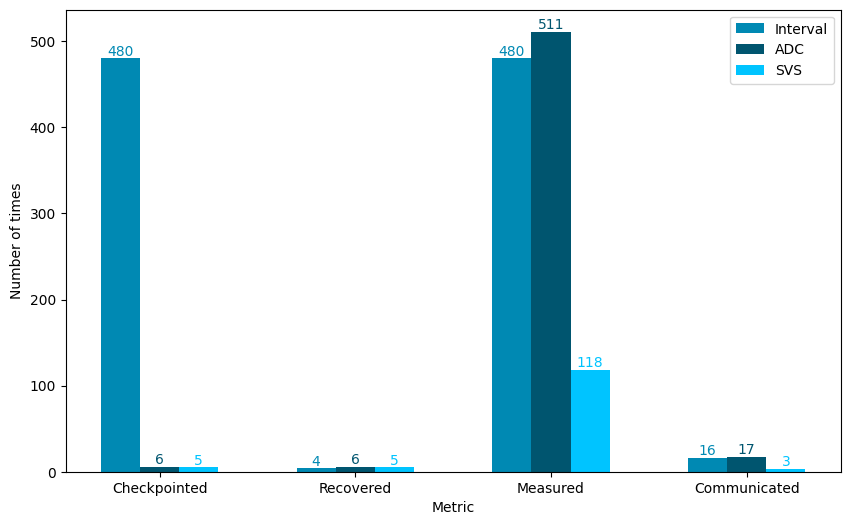 Interval
ADC
SVS
Number of times
500
400
300
200
100
0
480
6
5
4
6
5
480
511
118
16
17
3
Checkpointed
Recovered
Measured
Communicated
Metric